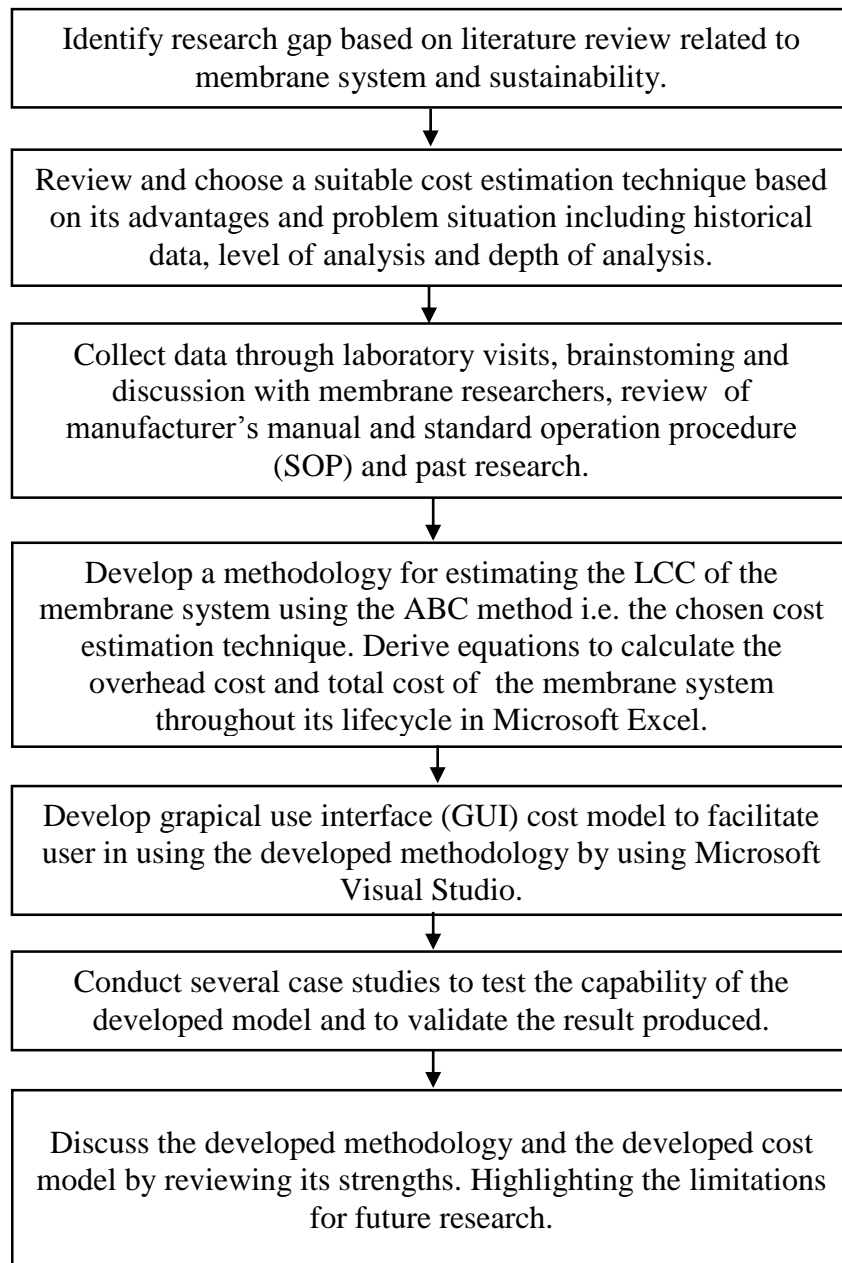 Identify research gap based on literature review related to
membrane system and sustainability.
Review and choose a suitable cost estimation technique based
on its advantages and problem situation including historical
data, level of analysis and depth of analysis.
Collect data through laboratory visits, brainstoming and
discussion with membrane researchers, review of
manufacturer’s manual and standard operation procedure
(SOP) and past research.
Develop a methodology for estimating the LCC of the
membrane system using the ABC method i.e. the chosen cost
estimation technique. Derive equations to calculate the
overhead cost and total cost of the membrane system
throughout its lifecycle in Microsoft Excel.
Develop grapical use interface (GUI) cost model to facilitate
user in using the developed methodology by using Microsoft
Visual Studio.
Conduct several case studies to test the capability of the
developed model and to validate the result produced.
Discuss the developed methodology and the developed cost
model by reviewing its strengths. Highlighting the limitations
for future research.